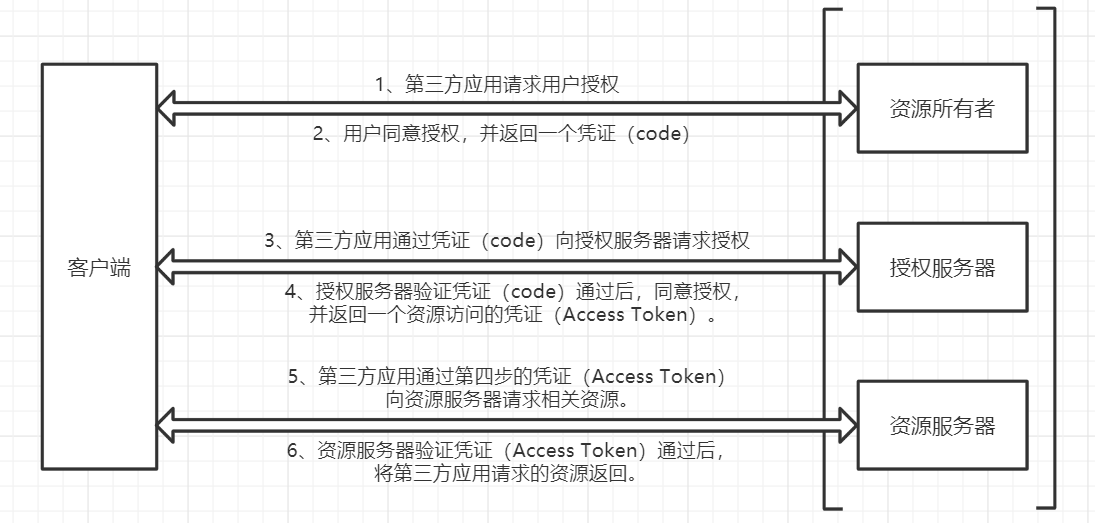 1、第三方应用请求用户授权
2、用户同意授权，并返回一个凭证（code）
资源所有者
客户端
3、第三方应用通过凭证（code）向授权服务器请求授权
4、授权服务器验证凭证（code）通过后，同意授权，
并返回一个资源访问的凭证（Access Token）。
授权服务器
5、第三方应用通过第四步的凭证（Access Token）
向资源服务器请求相关资源。
6、资源服务器验证凭证（Access Token）通过后，
将第三方应用请求的资源返回。
资源服务器